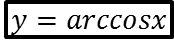 y = arccosx